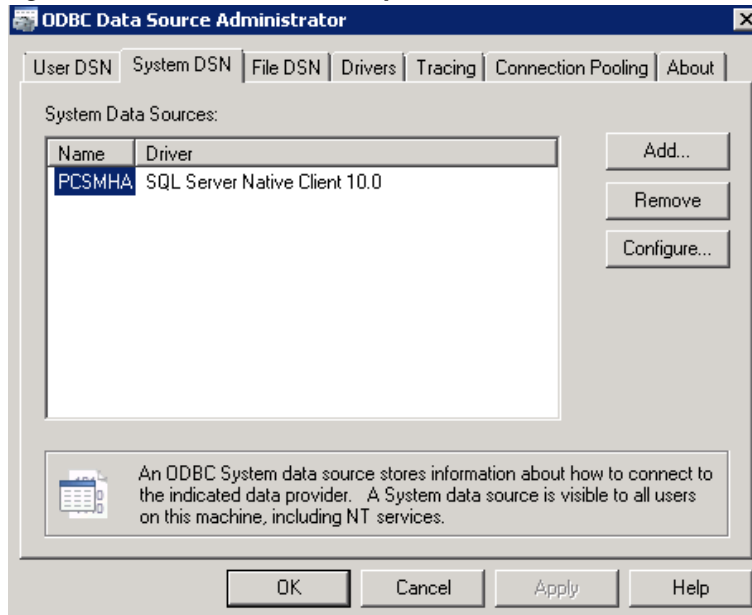 ODBC Data Source Administrator
User DSN System DSN File DSN Drivers Tracing Connection Pooling About
System Data Sources:
Name Driver
PCSMHA SQL Server Native Client 10.0
Add...
Remove
Configure...
An ODBC System data source stores information about how to connect to
the indicated data provider. A System data source is visible to all users
on this machine, including NT services.
OK Cancel Apply Help